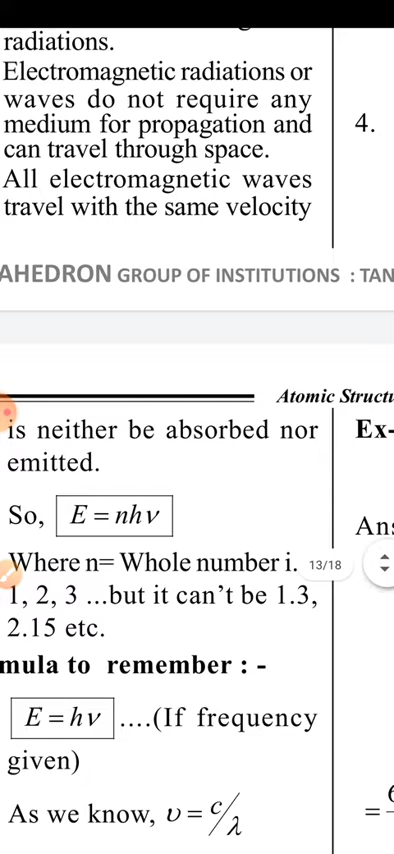 radiations.
Electromagnetic radiations or
waves do not require any
medium for propagation and
can travel through space.
All electromagnetic waves
travel with the same velocity
4.
AHEDRON GROUP OF INSTITUTIONS : TAN
Atomic Struct
is neither be absorbed nor
emitted.
So, E = nhν
Where n= Whole number i.
1, 2, 3 ...but it can't be 1.3,
2.15 etc.
13/18
mula to remember : -
E = hν ....(If frequency
given)
As we know, υ = c/λ
Ex-
Ans
=